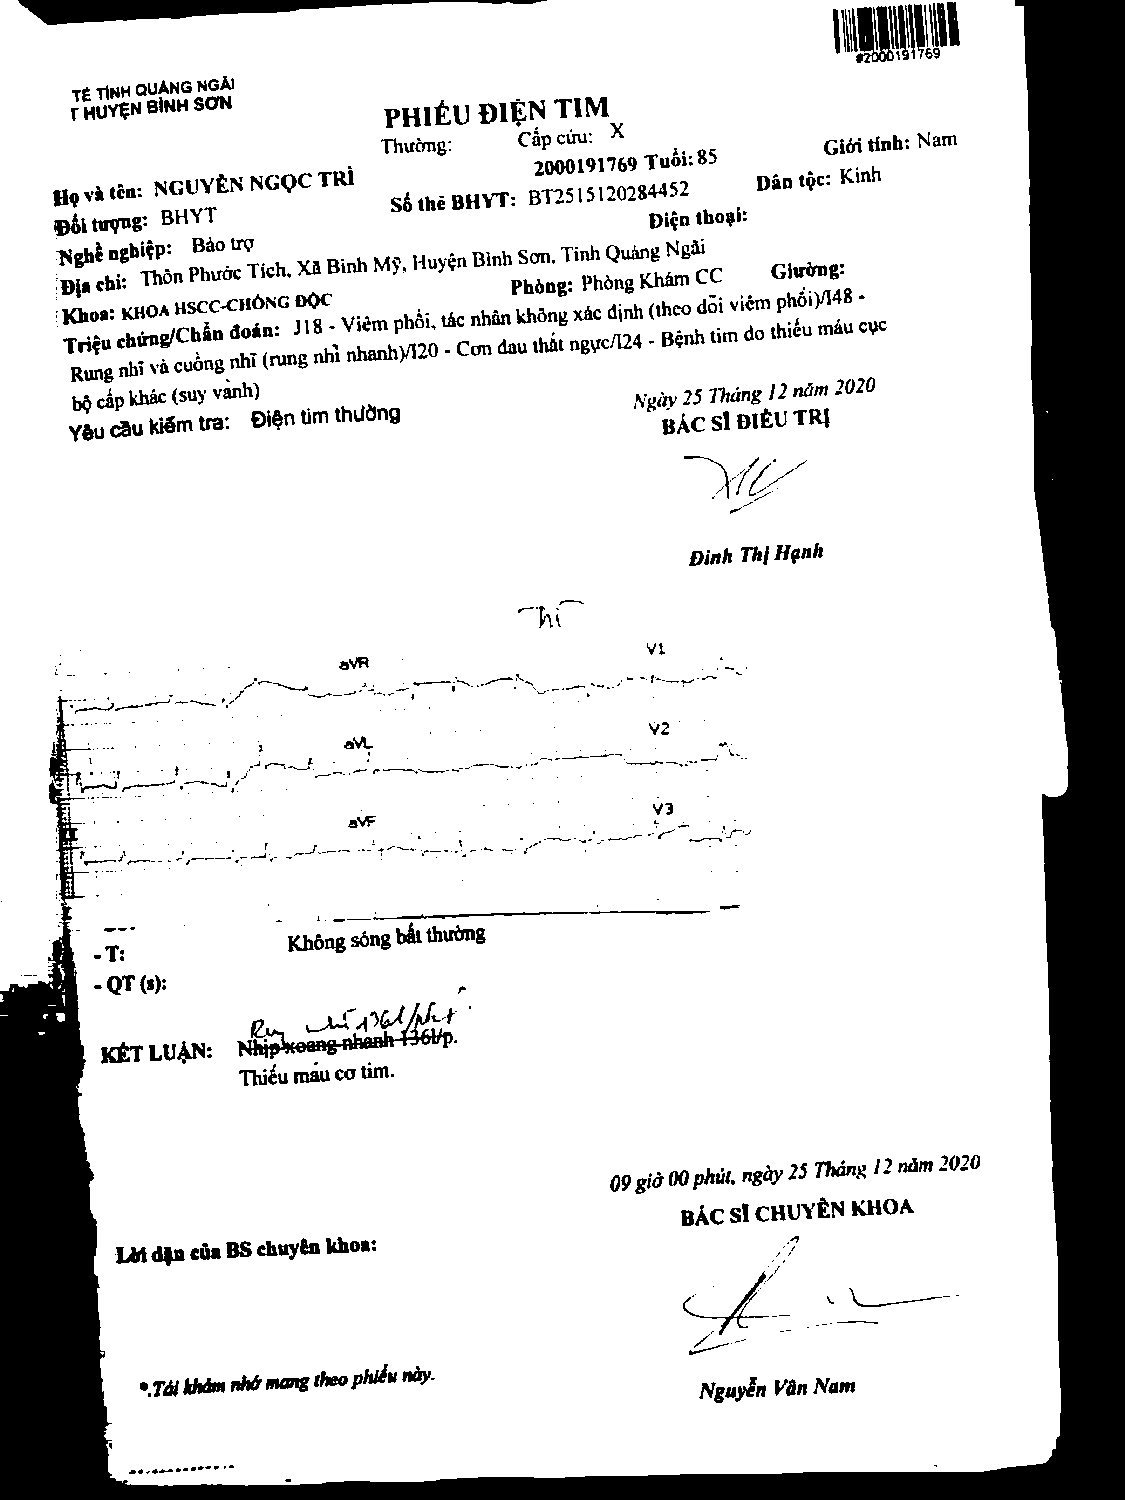 #2000191769
TẾ TỈNH QUẢNG NGÃI
T HUYỆN BÌNH SƠN
PHIẾU ĐIỆN TIM
Thường: Cấp cứu: X
2000191769 Tuổi: 85 Giới tính: Nam
Họ và tên: NGUYỄN NGỌC TRÌ
Số thẻ BHYT: BT2515120284452 Dân tộc: Kinh
Đối tượng: BHYT
Điện thoại:
Nghề nghiệp: Bảo trợ
Địa chỉ: Thôn Phước Tích, Xã Bình Mỹ, Huyện Bình Sơn, Tỉnh Quảng Ngãi
Khoa: KHOA HSCC-CHỐNG ĐỘC Phòng: Phòng Khám CC Giường:
Triệu chứng/Chẩn đoán: J18 - Viêm phổi, tác nhân không xác định (theo dõi viêm phổi)/I48 -
Rung nhĩ và cuồng nhĩ (rung nhĩ nhanh)/I20 - Cơn đau thắt ngực/I24 - Bệnh tim do thiếu máu cục
bộ cấp khác (suy vành)
Yêu cầu kiểm tra: Điện tim thường
Ngày 25 Tháng 12 năm 2020
BÁC SĨ ĐIỀU TRỊ
Đinh Thị Hạnh
aVR V1
aVL V2
aVF V3
- T: Không sóng bất thường
- QT (s):
Rung nhĩ 136l/phút
KẾT LUẬN: Nhịp xoang nhanh 136l/p.
Thiếu máu cơ tim.
09 giờ 00 phút, ngày 25 Tháng 12 năm 2020
BÁC SĨ CHUYÊN KHOA
Lời dặn của BS chuyên khoa:
*.Tái khám nhớ mang theo phiếu này.
Nguyễn Văn Nam